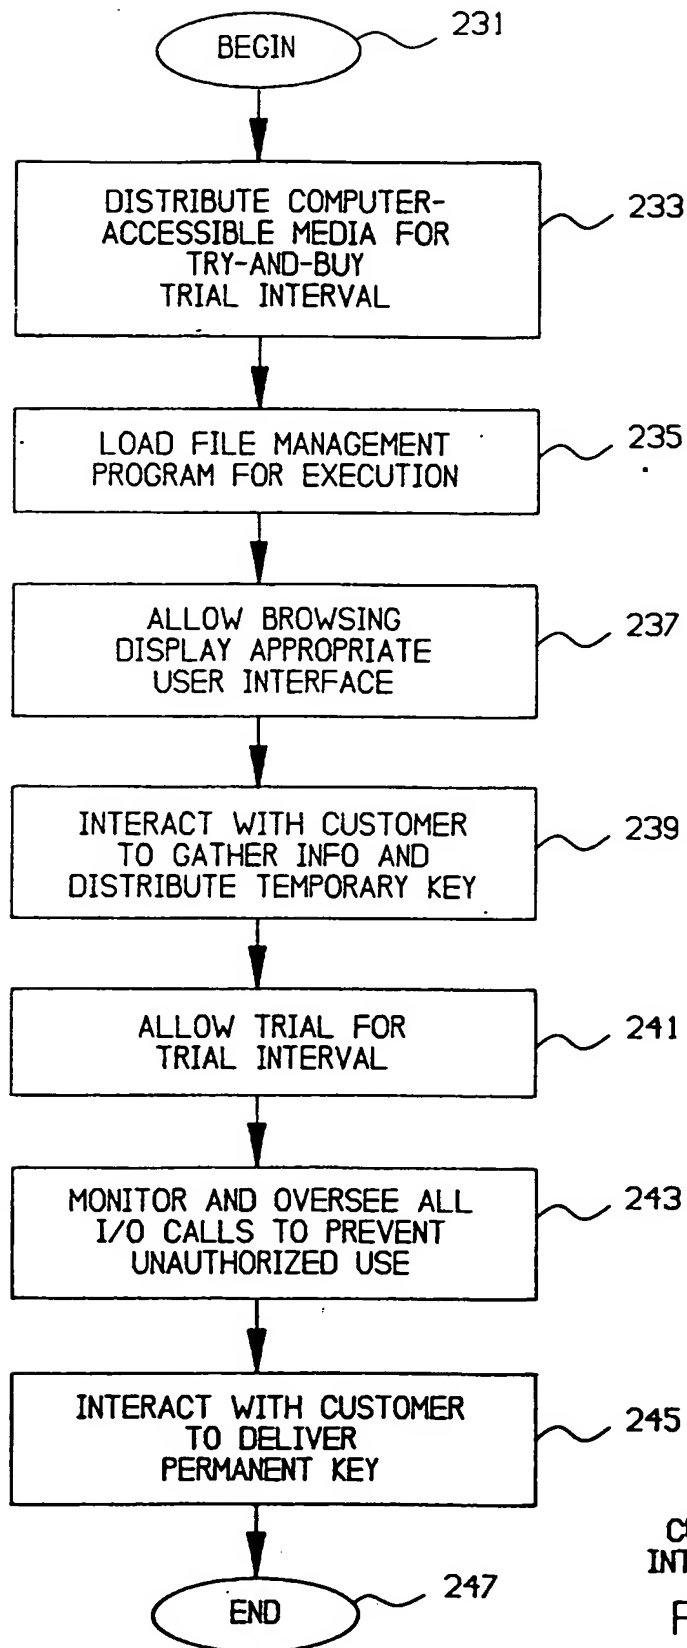 BEGIN
231
DISTRIBUTE COMPUTER-
ACCESSIBLE MEDIA FOR
TRY-AND-BUY
TRIAL INTERVAL
233
LOAD FILE MANAGEMENT
PROGRAM FOR EXECUTION
235
ALLOW BROWSING
DISPLAY APPROPRIATE
USER INTERFACE
237
INTERACT WITH CUSTOMER
TO GATHER INFO AND
DISTRIBUTE TEMPORARY KEY
239
ALLOW TRIAL FOR
TRIAL INTERVAL
241
MONITOR AND OVERSEE ALL
I/O CALLS TO PREVENT
UNAUTHORIZED USE
243
INTERACT WITH CUSTOMER
TO DELIVER
PERMANENT KEY
245
END
247